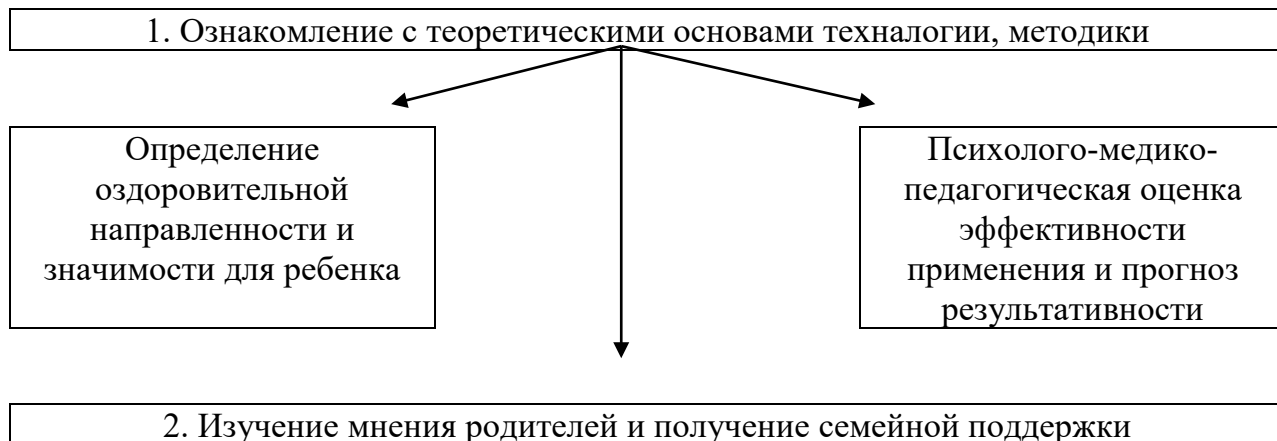 1. Ознакомление с теоретическими основами техналогии, методики
Определение
оздоровительной
направленности и
значимости для ребенка
Психолого-медико-
педагогическая оценка
эффективности
применения и прогноз
результативности
2. Изучение мнения родителей и получение семейной поддержки